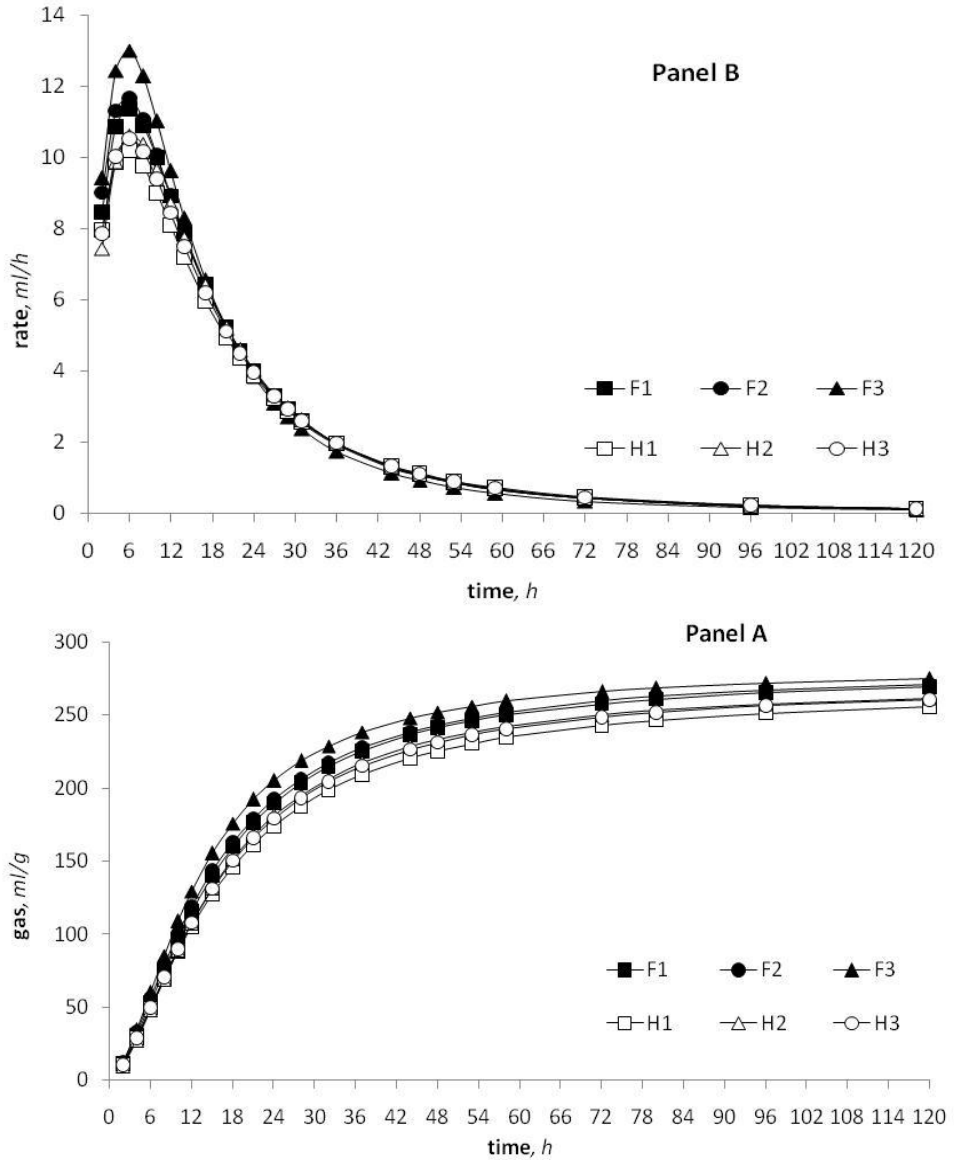 Panel B
14
12
10
8
6
4
2
0
rate, ml/h
F1 F2 F3
H1 H2 H3
0 6 12 18 24 30 36 42 48 54 60 66 72 78 84 90 96 102 108 114 120
time, h
Panel A
300
250
200
150
100
50
0
gas, ml/g
F1 F2 F3
H1 H2 H3
0 6 12 18 24 30 36 42 48 54 60 66 72 78 84 90 96 102 108 114 120
time, h